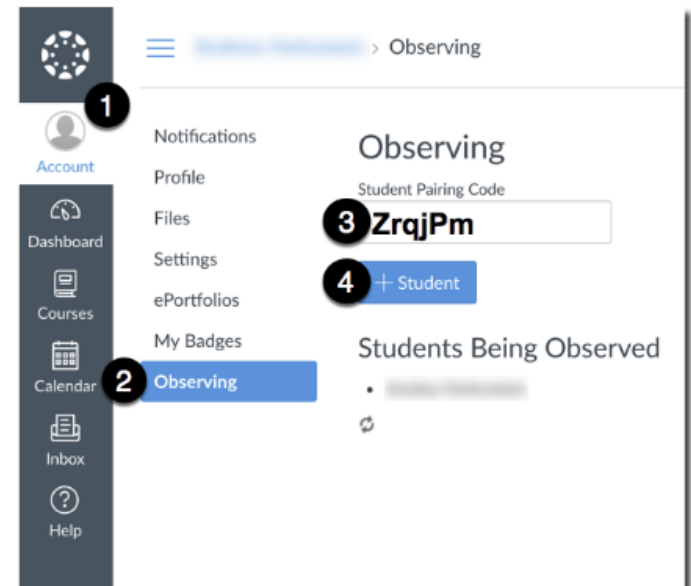 > Observing
1
Account
Dashboard
Courses
Calendar
Inbox
Help
Notifications
Profile
Files
Settings
ePortfolios
My Badges
2
Observing
Observing
Student Pairing Code
3 ZrqjPm
4 + Student
Students Being Observed